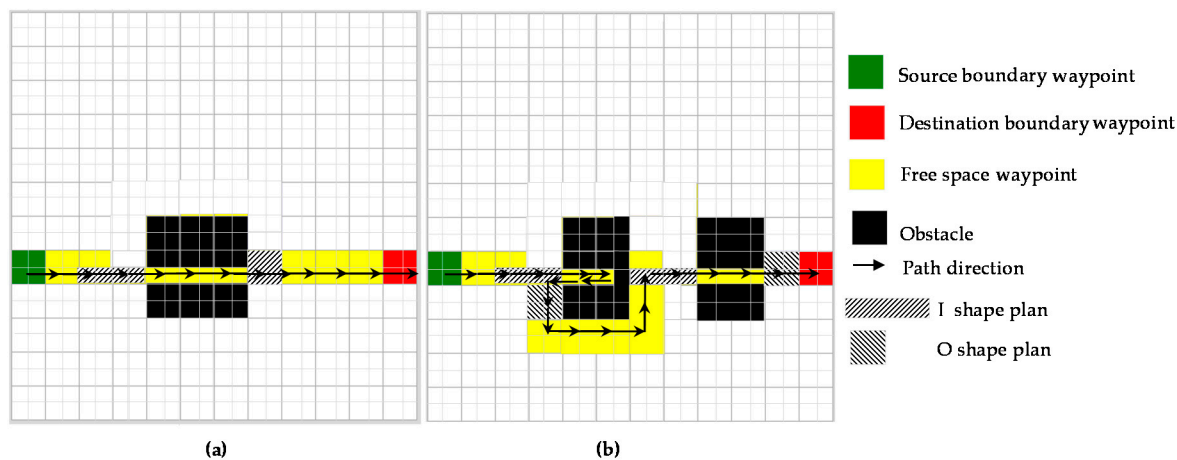 Source boundary waypoint
Destination boundary waypoint
Free space waypoint
Obstacle
Path direction
I shape plan
O shape plan
(a)
(b)